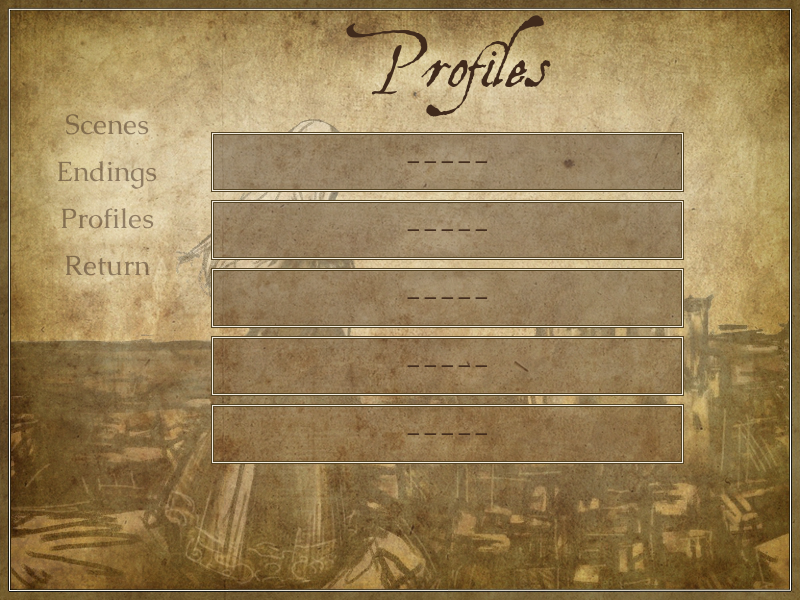 Profiles
Scenes
Endings
Profiles
Return
-----
-----
-----
-----
-----